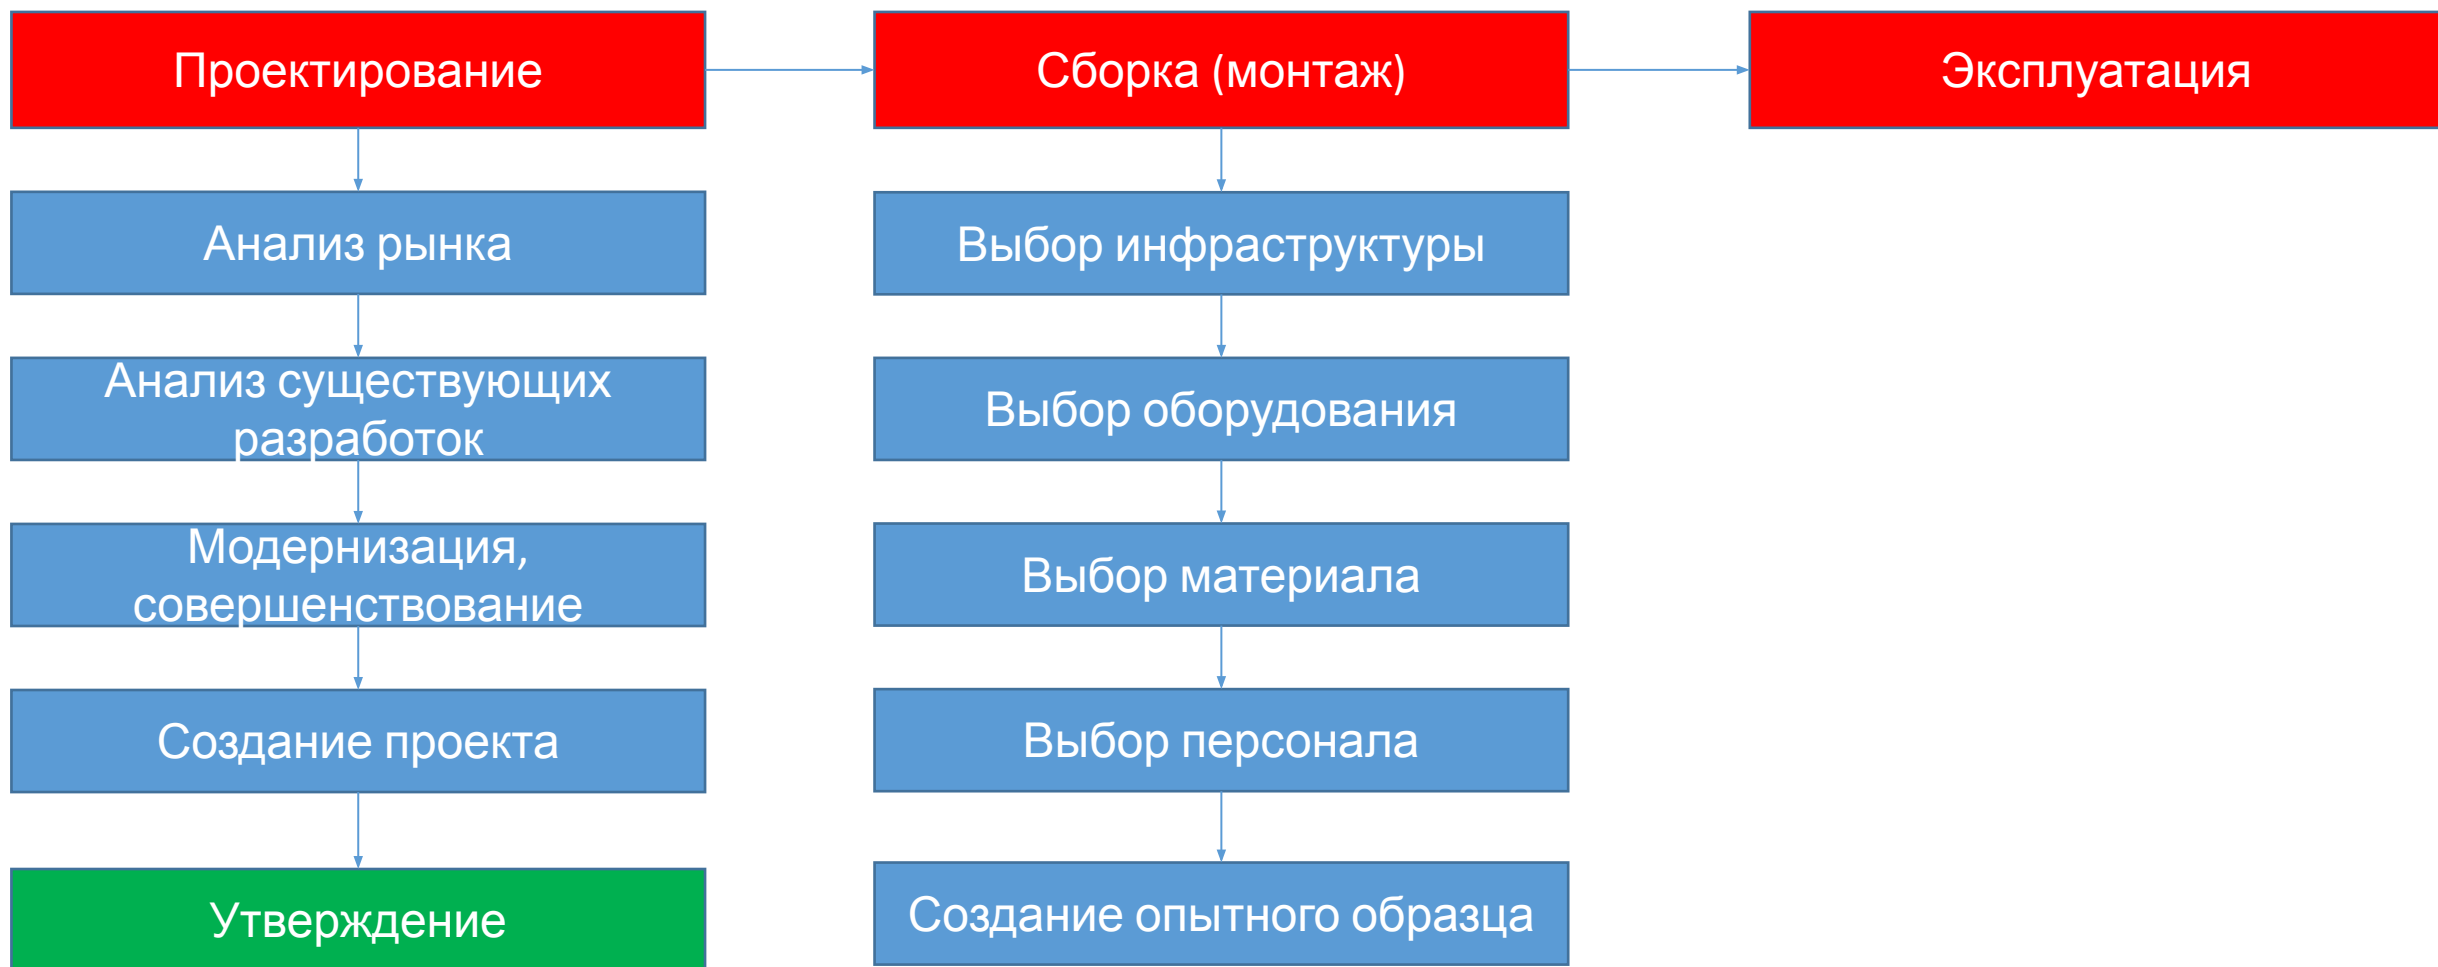 Проектирование
Сборка (монтаж)
Эксплуатация
Анализ рынка
Выбор инфраструктуры
Анализ существующих
разработок
Выбор оборудования
Модернизация,
совершенствование
Выбор материала
Создание проекта
Выбор персонала
Утверждение
Создание опытного образца